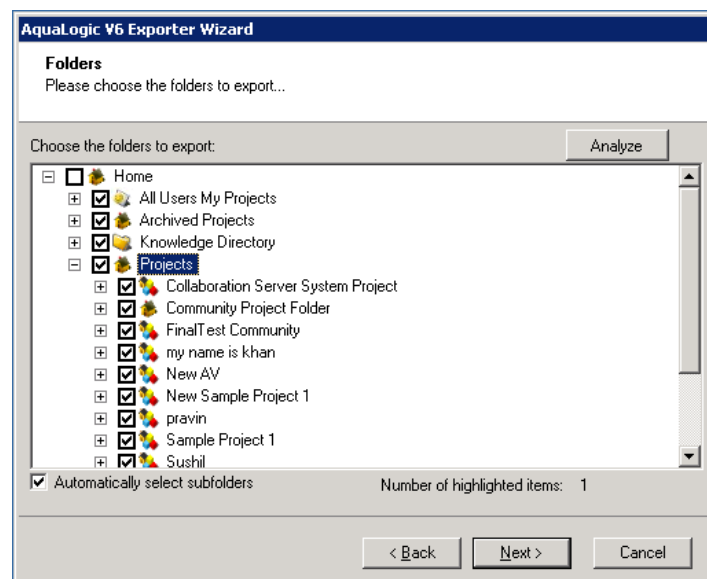 AquaLogic V6 Exporter Wizard
Folders
Please choose the folders to export...
Choose the folders to export:
Analyze
Home
All Users My Projects
Archived Projects
Knowledge Directory
Projects
Collaboration Server System Project
Community Project Folder
FinalTest Community
my name is khan
New AV
New Sample Project 1
pravin
Sample Project 1
Sushil
Automatically select subfolders
Number of highlighted items: 1
< Back
Next >
Cancel